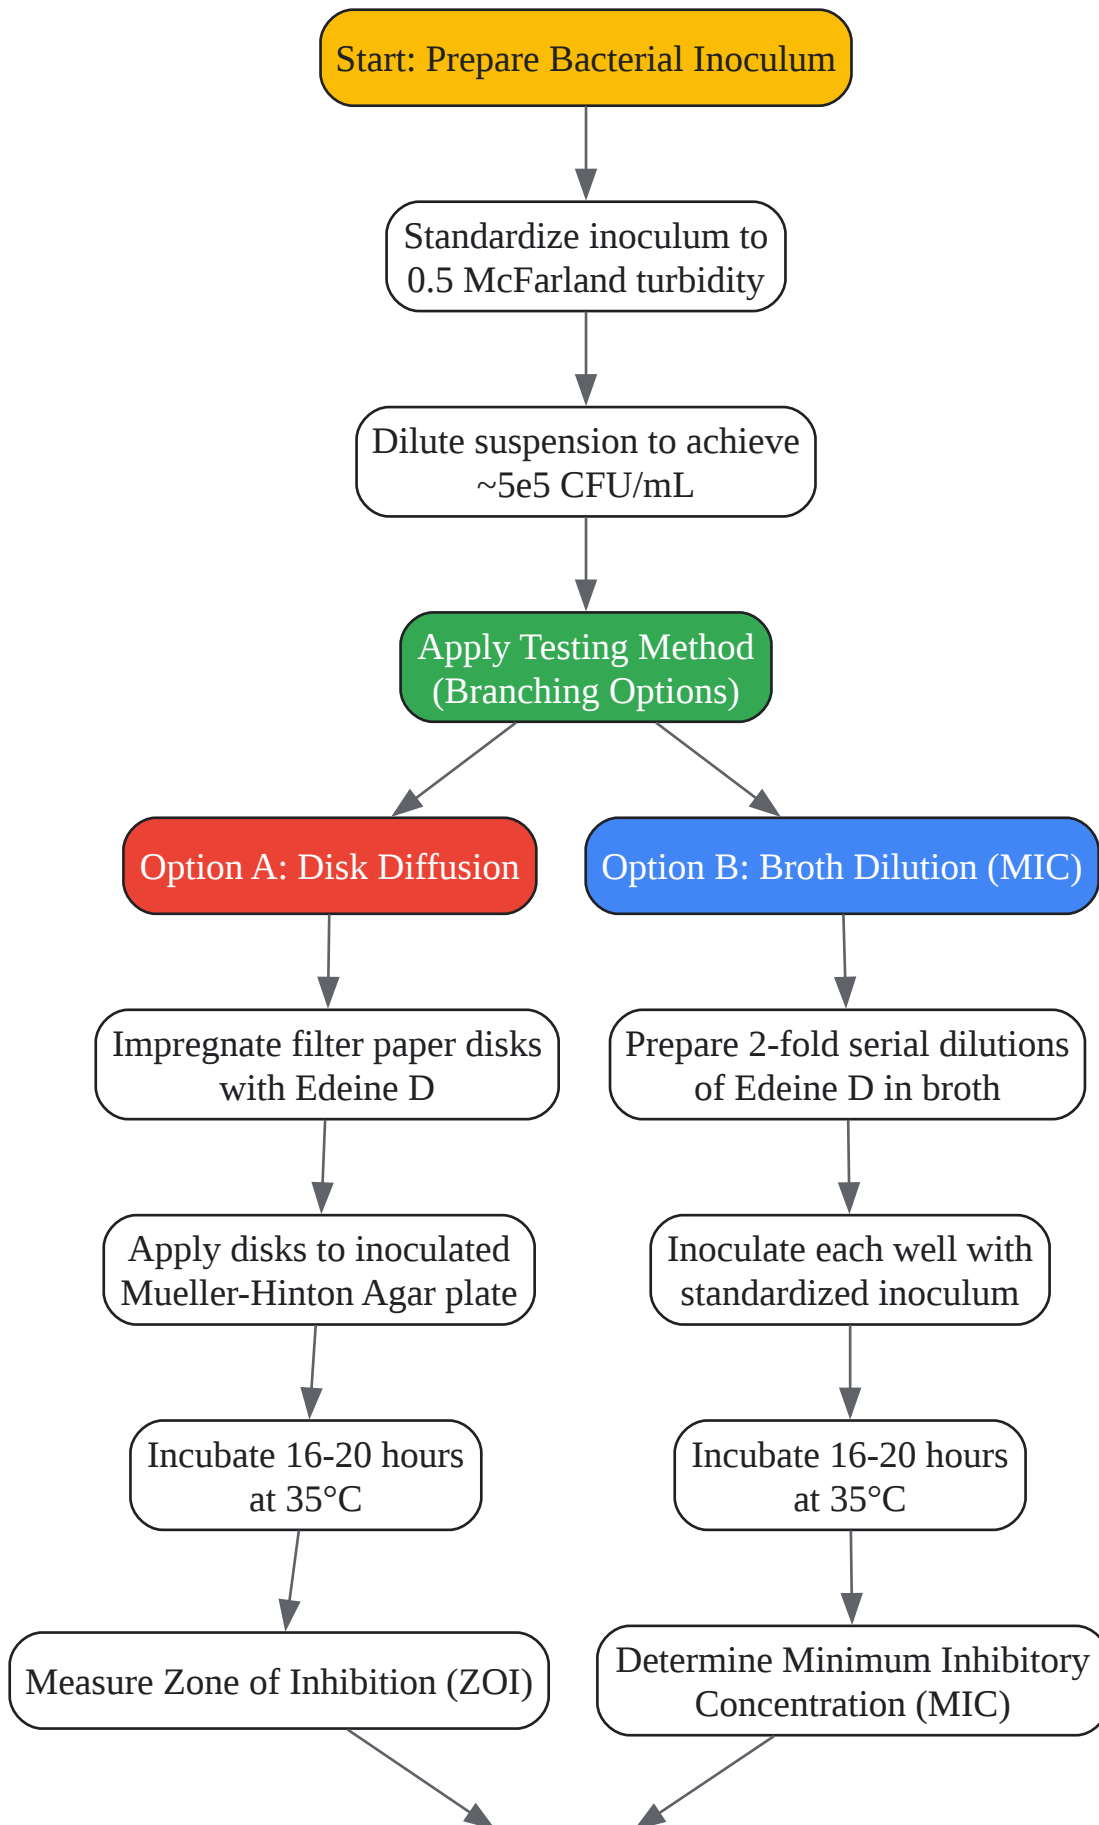 Start: Prepare Bacterial Inoculum
Standardize inoculum to
0.5 McFarland turbidity
Dilute suspension to achieve
~5e5 CFU/mL
Apply Testing Method
(Branching Options)
Option A: Disk Diffusion
Option B: Broth Dilution (MIC)
Impregnate filter paper disks
with Edeine D
Prepare 2-fold serial dilutions
of Edeine D in broth
Apply disks to inoculated
Mueller-Hinton Agar plate
Inoculate each well with
standardized inoculum
Incubate 16-20 hours
at 35°C
Incubate 16-20 hours
at 35°C
Measure Zone of Inhibition (ZOI)
Determine Minimum Inhibitory
Concentration (MIC)